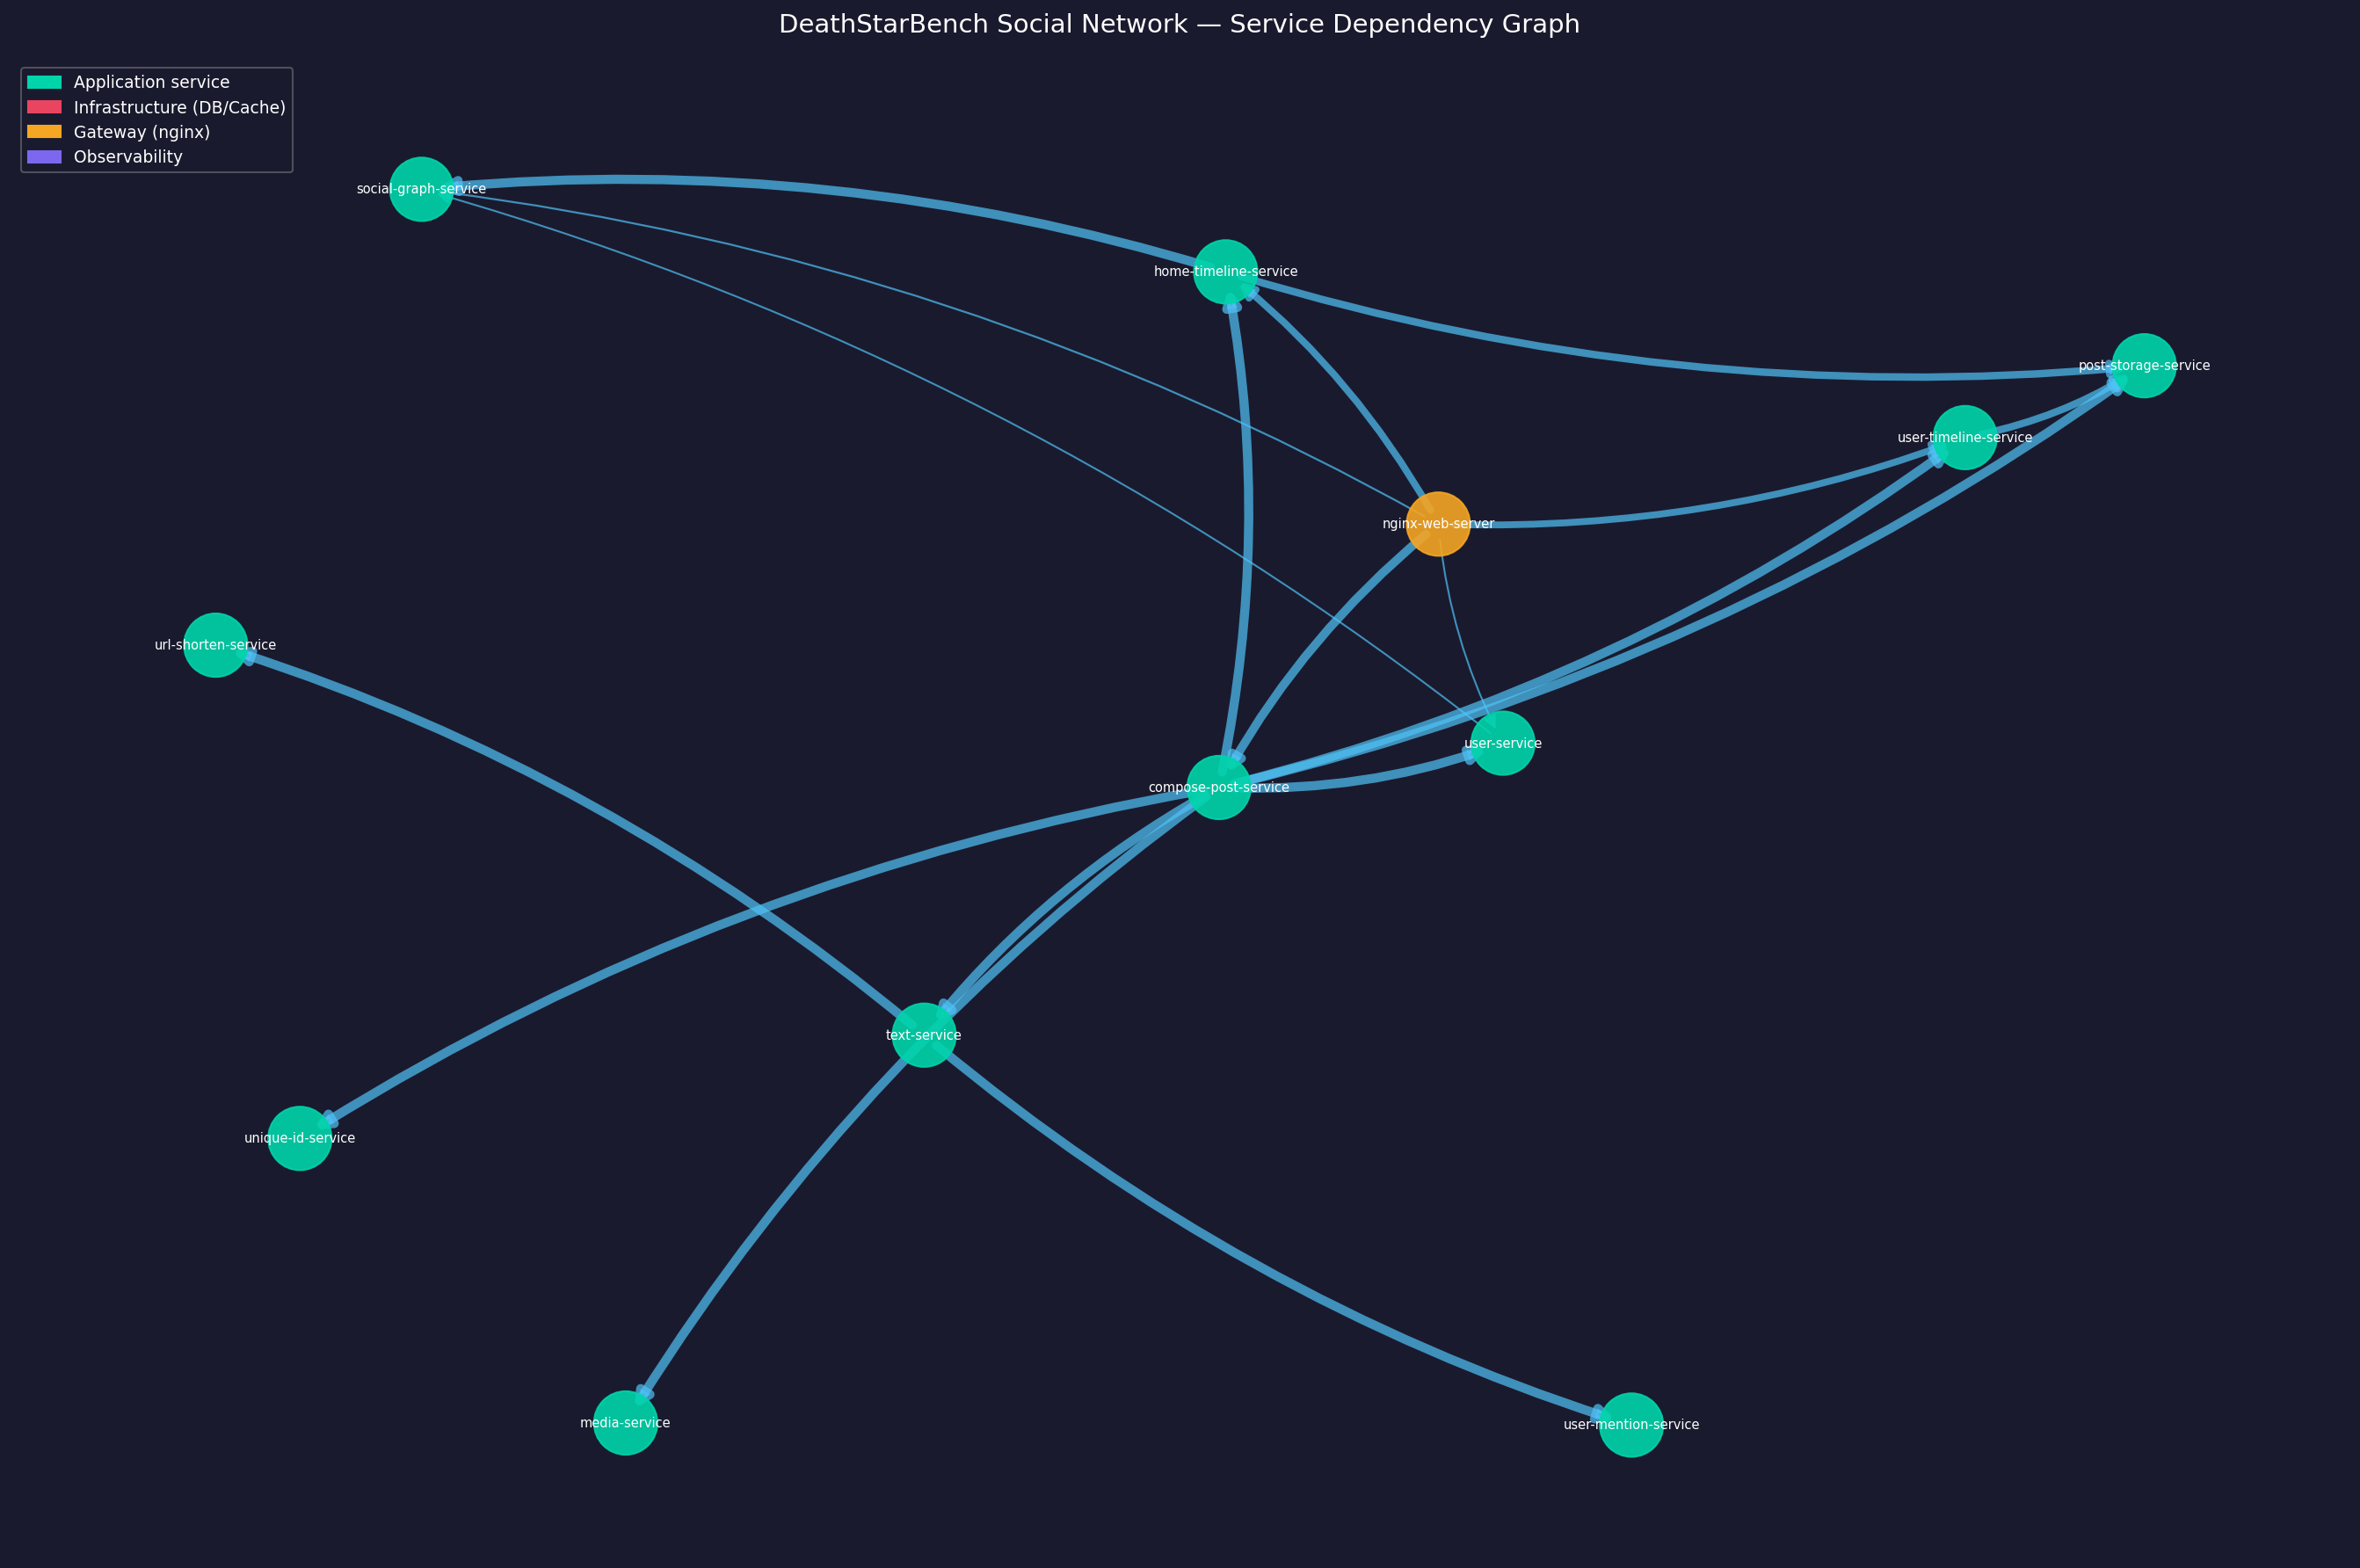 DeathStarBench Social Network — Service Dependency Graph
Application service
Infrastructure (DB/Cache)
Gateway (nginx)
Observability
social-graph-service
home-timeline-service
post-storage-service
user-timeline-service
nginx-web-server
url-shorten-service
user-service
compose-post-service
text-service
unique-id-service
media-service
user-mention-service